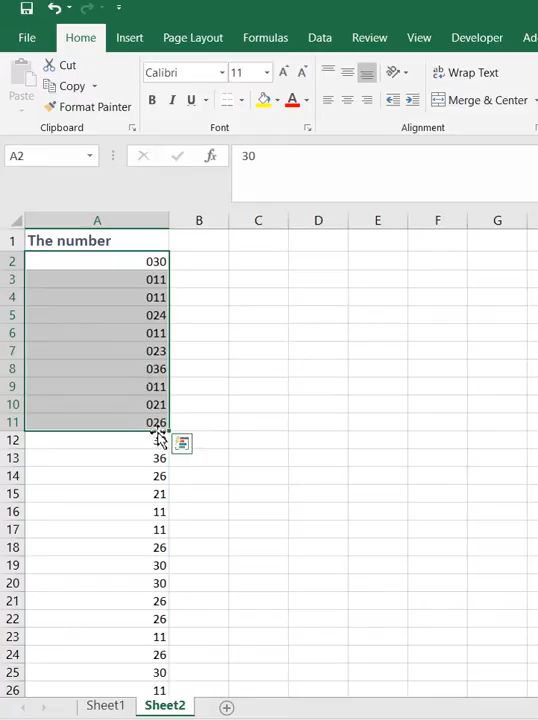 File Home Insert Page Layout Formulas Data Review View Developer
Paste
Cut
Copy
Format Painter
Calibri 11 A A
B I U A
Wrap Text
Merge & Center
Clipboard Font Alignment
A2 fx 30
A B C D E F G
1 The number
2 030
3 011
4 011
5 024
6 011
7 023
8 036
9 011
10 021
11 026
12
13 36
14 26
15 21
16 11
17 11
18 26
19 30
20 30
21 26
22 26
23 11
24 26
25 30
26 11
Sheet1 Sheet2